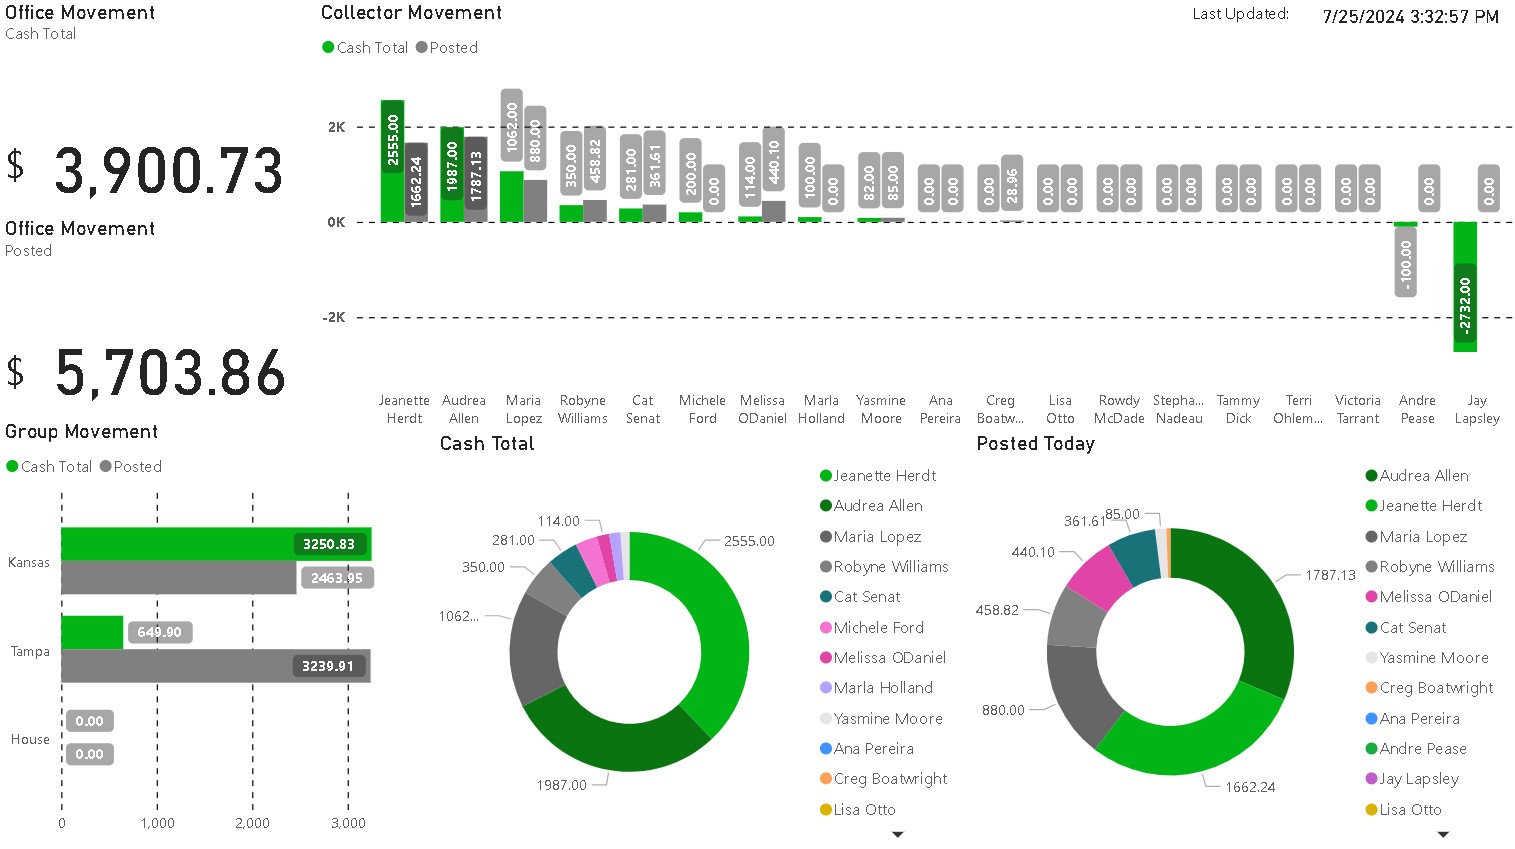 Office Movement
Cash Total
$ 3,900.73
Office Movement
Posted
$ 5,703.86
Collector Movement
Cash Total Posted
Last Updated: 7/25/2024 3:32:57 PM
2K
0K
-2K
2555.00 1662.24 1987.00 1787.13 1062.00 880.00 350.00 458.82 281.00 361.61 200.00 0.00 114.00 440.10 100.00 0.00 82.00 85.00 0.00 0.00 0.00 28.96 0.00 0.00 0.00 0.00 0.00 0.00 0.00 0.00 0.00 0.00 0.00 0.00 -100.00 0.00 -2732.00 0.00
Jeanette Herdt
Audrea Allen
Maria Lopez
Robyne Williams
Cat Senat
Michele Ford
Melissa ODaniel
Marla Holland
Yasmine Moore
Ana Pereira
Creg Boatw...
Lisa Otto
Rowdy McDade
Stepha... Nadeau
Tammy Dick
Terri Ohlem...
Victoria Tarrant
Andre Pease
Jay Lapsley
Group Movement
Cash Total Posted
Kansas
3250.83
2463.95
Tampa
649.90
3239.91
House
0.00
0.00
0 1,000 2,000 3,000
Cash Total
114.00
281.00
350.00
1062...
1987.00
2555.00
Jeanette Herdt
Audrea Allen
Maria Lopez
Robyne Williams
Cat Senat
Michele Ford
Melissa ODaniel
Marla Holland
Yasmine Moore
Ana Pereira
Creg Boatwright
Lisa Otto
Posted Today
85.00
361.61
440.10
458.82
880.00
1662.24
1787.13
Audrea Allen
Jeanette Herdt
Maria Lopez
Robyne Williams
Melissa ODaniel
Cat Senat
Yasmine Moore
Creg Boatwright
Ana Pereira
Andre Pease
Jay Lapsley
Lisa Otto